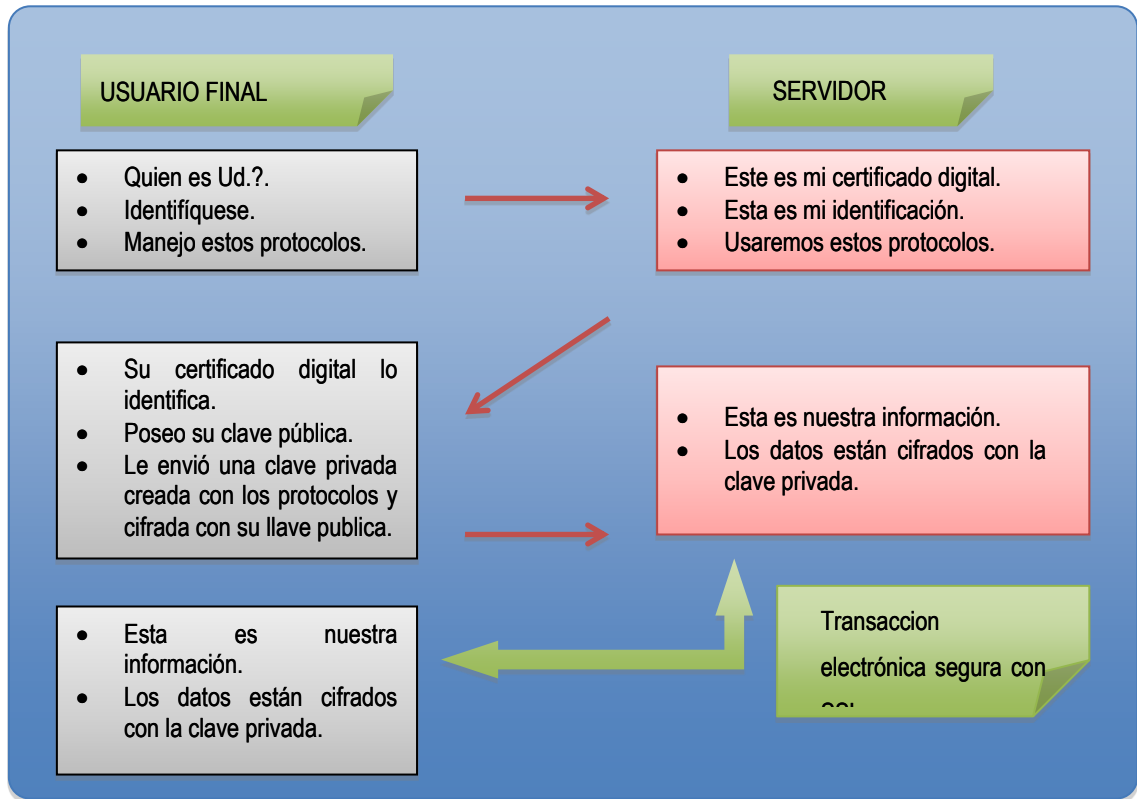 USUARIO FINAL
SERVIDOR
• Quien es Ud.?.
• Identifíquese.
• Manejo estos protocolos.
• Este es mi certificado digital.
• Esta es mi identificación.
• Usaremos estos protocolos.
• Su certificado digital lo
identifica.
• Poseo su clave pública.
• Le envió una clave privada
creada con los protocolos y
cifrada con su llave publica.
• Esta es nuestra información.
• Los datos están cifrados con la
clave privada.
• Esta es nuestra
información.
• Los datos están cifrados
con la clave privada.
Transaccion
electrónica segura con